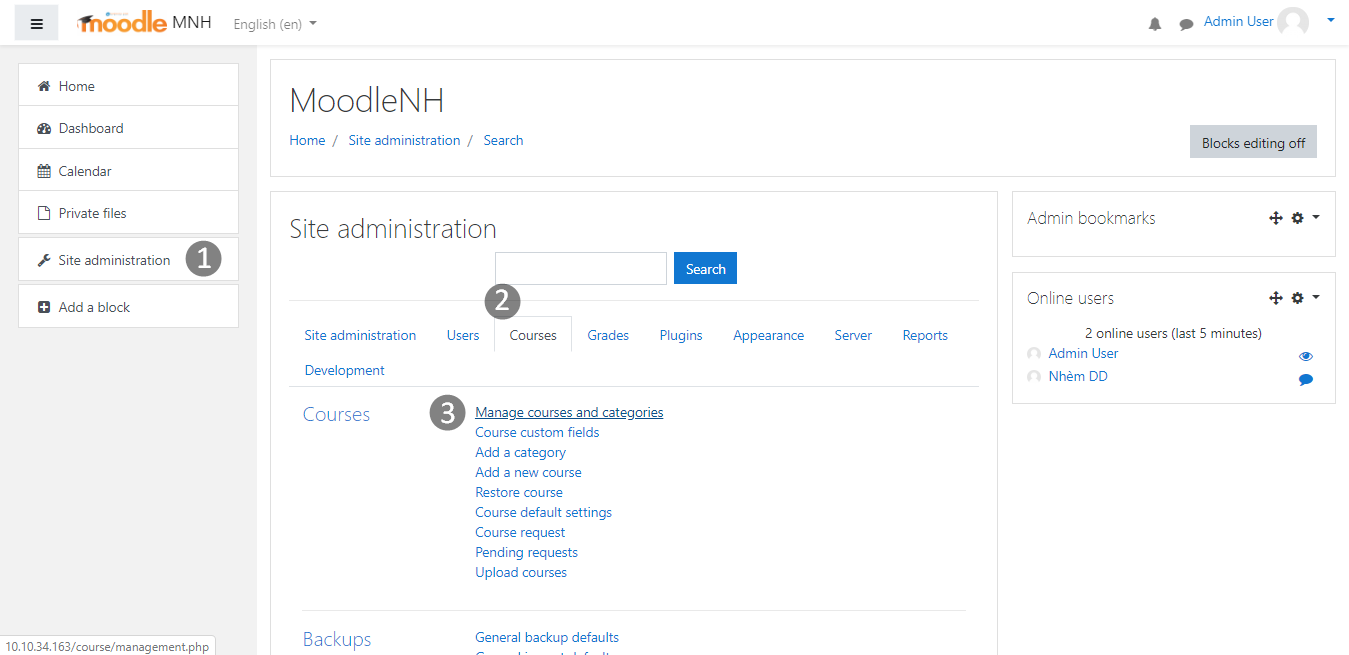 moodle MNH English (en)
Admin User
Home
Dashboard
Calendar
Private files
Site administration 1
Add a block
MoodleNH
Home / Site administration / Search
Blocks editing off
Site administration
Search
2
Site administration Users Courses Grades Plugins Appearance Server Reports
Development
Courses
3 Manage courses and categories
Course custom fields
Add a category
Add a new course
Restore course
Course default settings
Course request
Pending requests
Upload courses
Backups
General backup defaults
Admin bookmarks
Online users
2 online users (last 5 minutes)
Admin User
Nhèm DD
10.10.34.163/course/management.php